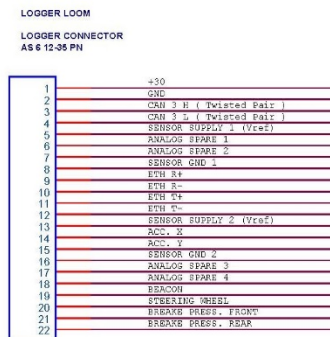 LOGGER LOOM
LOGGER CONNECTOR
AS 6 12-35 PN
1 +30
2 GND
3 CAN 3 H ( Twisted Pair )
4 CAN 3 L ( Twisted Pair )
5 SENSOR SUPPLY 1 (Vref)
6 ANALOG SPARE 1
7 ANALOG SPARE 2
8 SENSOR GND 1
9 ETH R+
10 ETH R-
11 ETH T+
12 ETH T-
13 SENSOR SUPPLY 2 (Vref)
14 ACC. X
15 ACC. Y
16 SENSOR GND 2
17 ANALOG SPARE 3
18 ANALOG SPARE 4
19 BEACON
20 STEERING WHEEL
21 BREAKE PRESS. FRONT
22 BREAKE PRESS. REAR